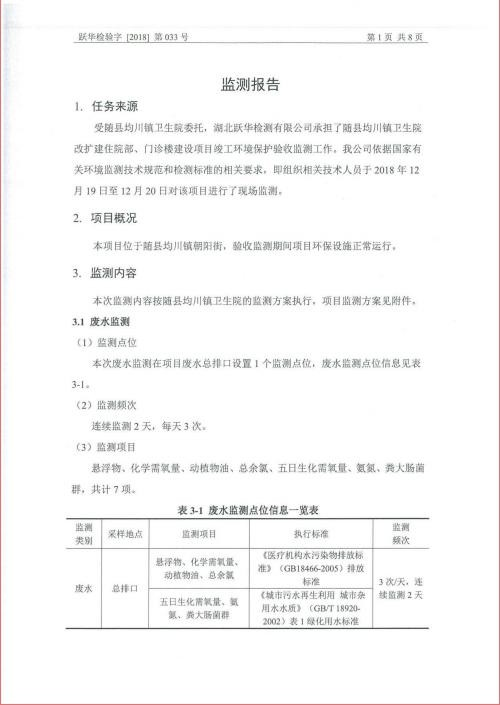 跃华检验字 [2018] 第 033 号
第 1 页 共 8 页
监测报告
1. 任务来源
受随县均川镇卫生院委托，湖北跃华检测有限公司承担了随县均川镇卫生院
改扩建住院部、门诊楼建设项目竣工环境保护验收监测工作。我公司依据国家有
关环境监测技术规范和检测标准的相关要求，即组织相关技术人员于 2018 年 12
月 19 日至 12 月 20 日对该项目进行了现场监测。
2. 项目概况
本项目位于随县均川镇朝阳街，验收监测期间项目环保设施正常运行。
3. 监测内容
本次监测内容按随县均川镇卫生院的监测方案执行，项目监测方案见附件。
3.1 废水监测
（1）监测点位
本次废水监测在项目废水总排口设置 1 个监测点位，废水监测点位信息见表
3-1。
（2）监测频次
连续监测 2 天，每天 3 次。
（3）监测项目
悬浮物、化学需氧量、动植物油、总余氯、五日生化需氧量、氨氮、粪大肠菌
群，共计 7 项。
表 3-1 废水监测点位信息一览表
监测类别 采样地点 监测项目 执行标准 监测频次
废水 总排口
悬浮物、化学需氧量、
动植物油、总余氯
《医疗机构水污染物排放标
准》（GB18466-2005）排放
标准
五日生化需氧量、氨
氮、粪大肠菌群
《城市污水再生利用 城市杂
用水水质》（GB/T 18920-
2002）表 1 绿化用水标准
3 次/天，连
续监测 2 天